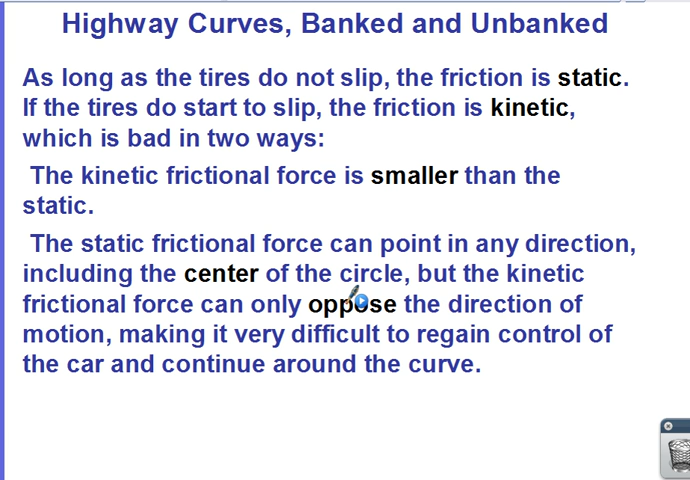 Highway Curves, Banked and Unbanked
As long as the tires do not slip, the friction is static.
If the tires do start to slip, the friction is kinetic,
which is bad in two ways:
The kinetic frictional force is smaller than the
static.
The static frictional force can point in any direction,
including the center of the circle, but the kinetic
frictional force can only oppose the direction of
motion, making it very difficult to regain control of
the car and continue around the curve.